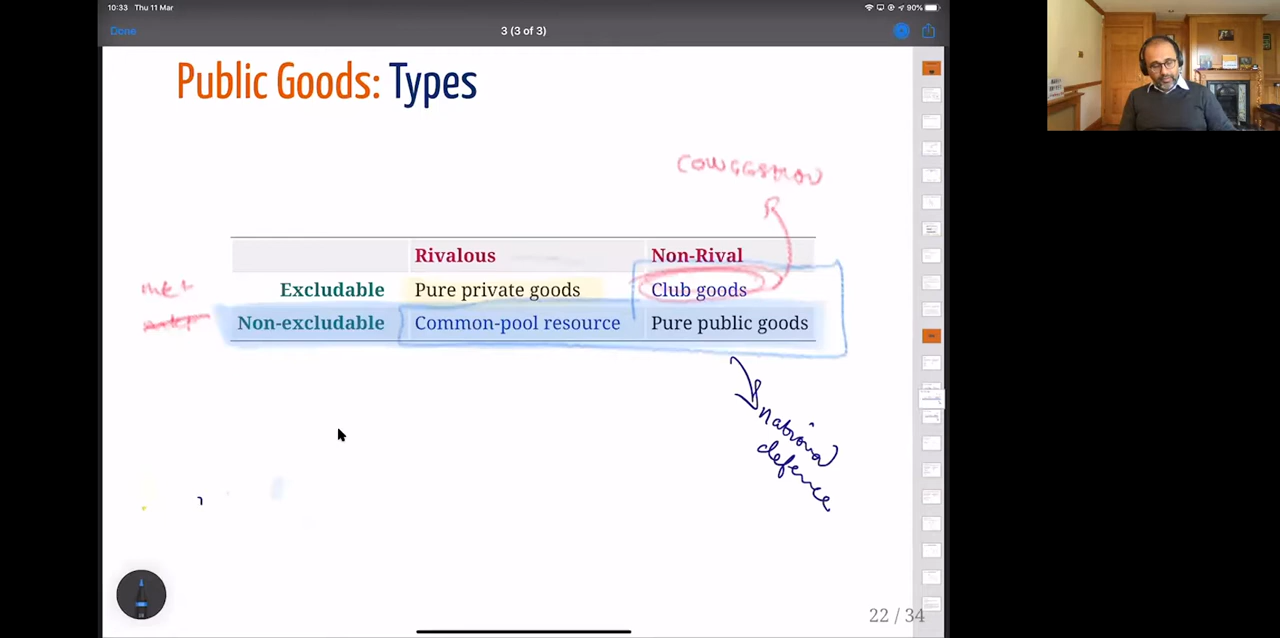 10:33 Thu 11 Mar
90%
Done
3 (3 of 3)
Public Goods: Types
Rivalous Non-Rival
Excludable Pure private goods Club goods
Non-excludable Common-pool resource Pure public goods
national
defence
22 / 34